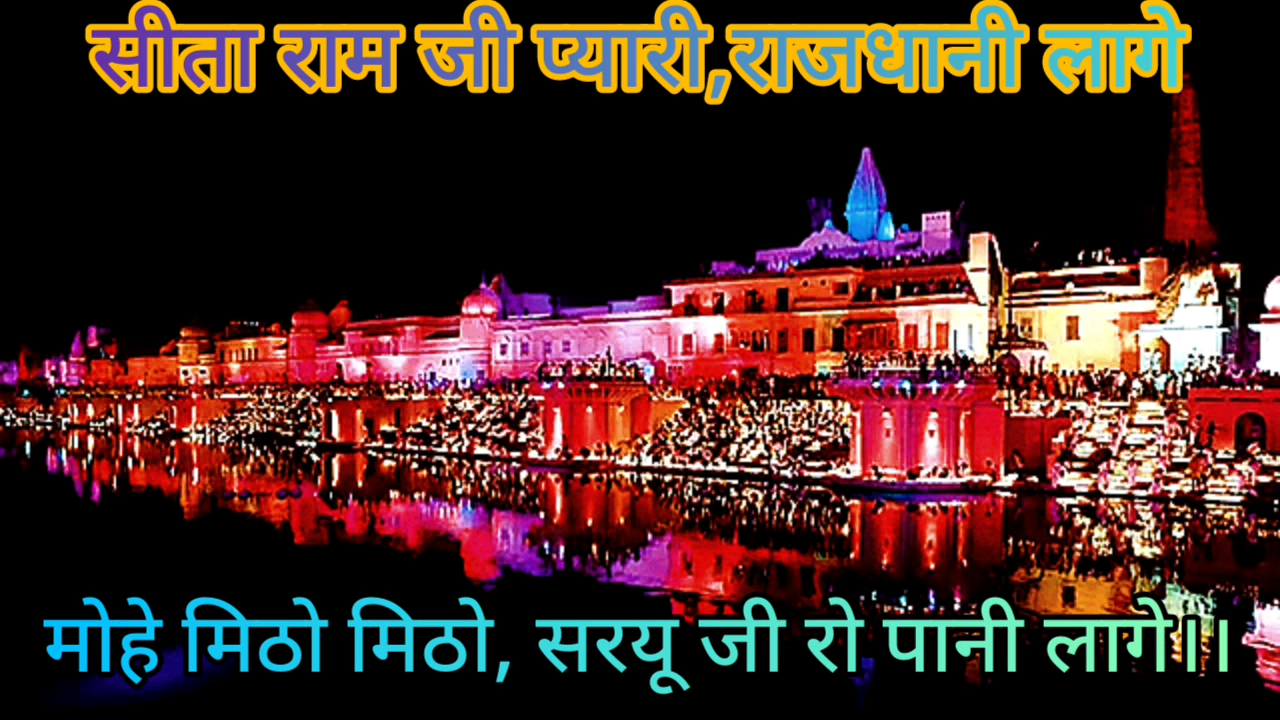 सीता राम जी प्यारी,राजधानी लागे
मोहे मिठो मिठो, सरयू जी रो पानी लागे।।